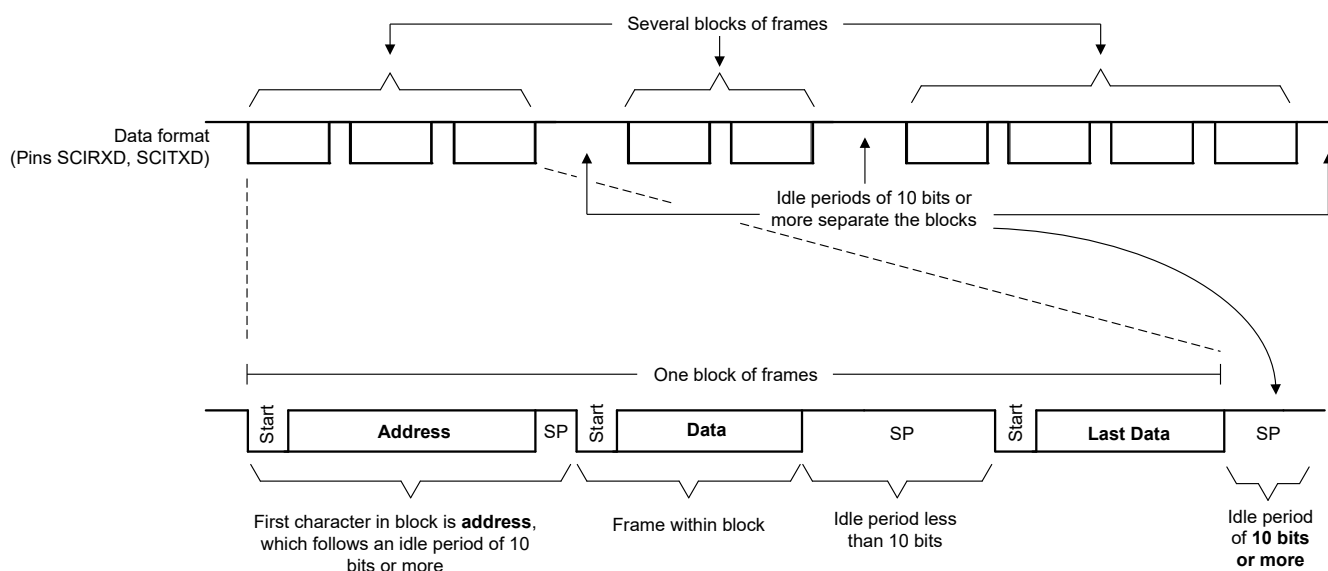 Several blocks of frames
Data format
(Pins SCIRXD, SCITXD)
Idle periods of 10 bits or
more separate the blocks
One block of frames
Start
Address
SP
Start
Data
SP
Start
Last Data
SP
First character in block is address,
which follows an idle period of 10
bits or more
Frame within block
Idle period less
than 10 bits
Idle period
of 10 bits
or more